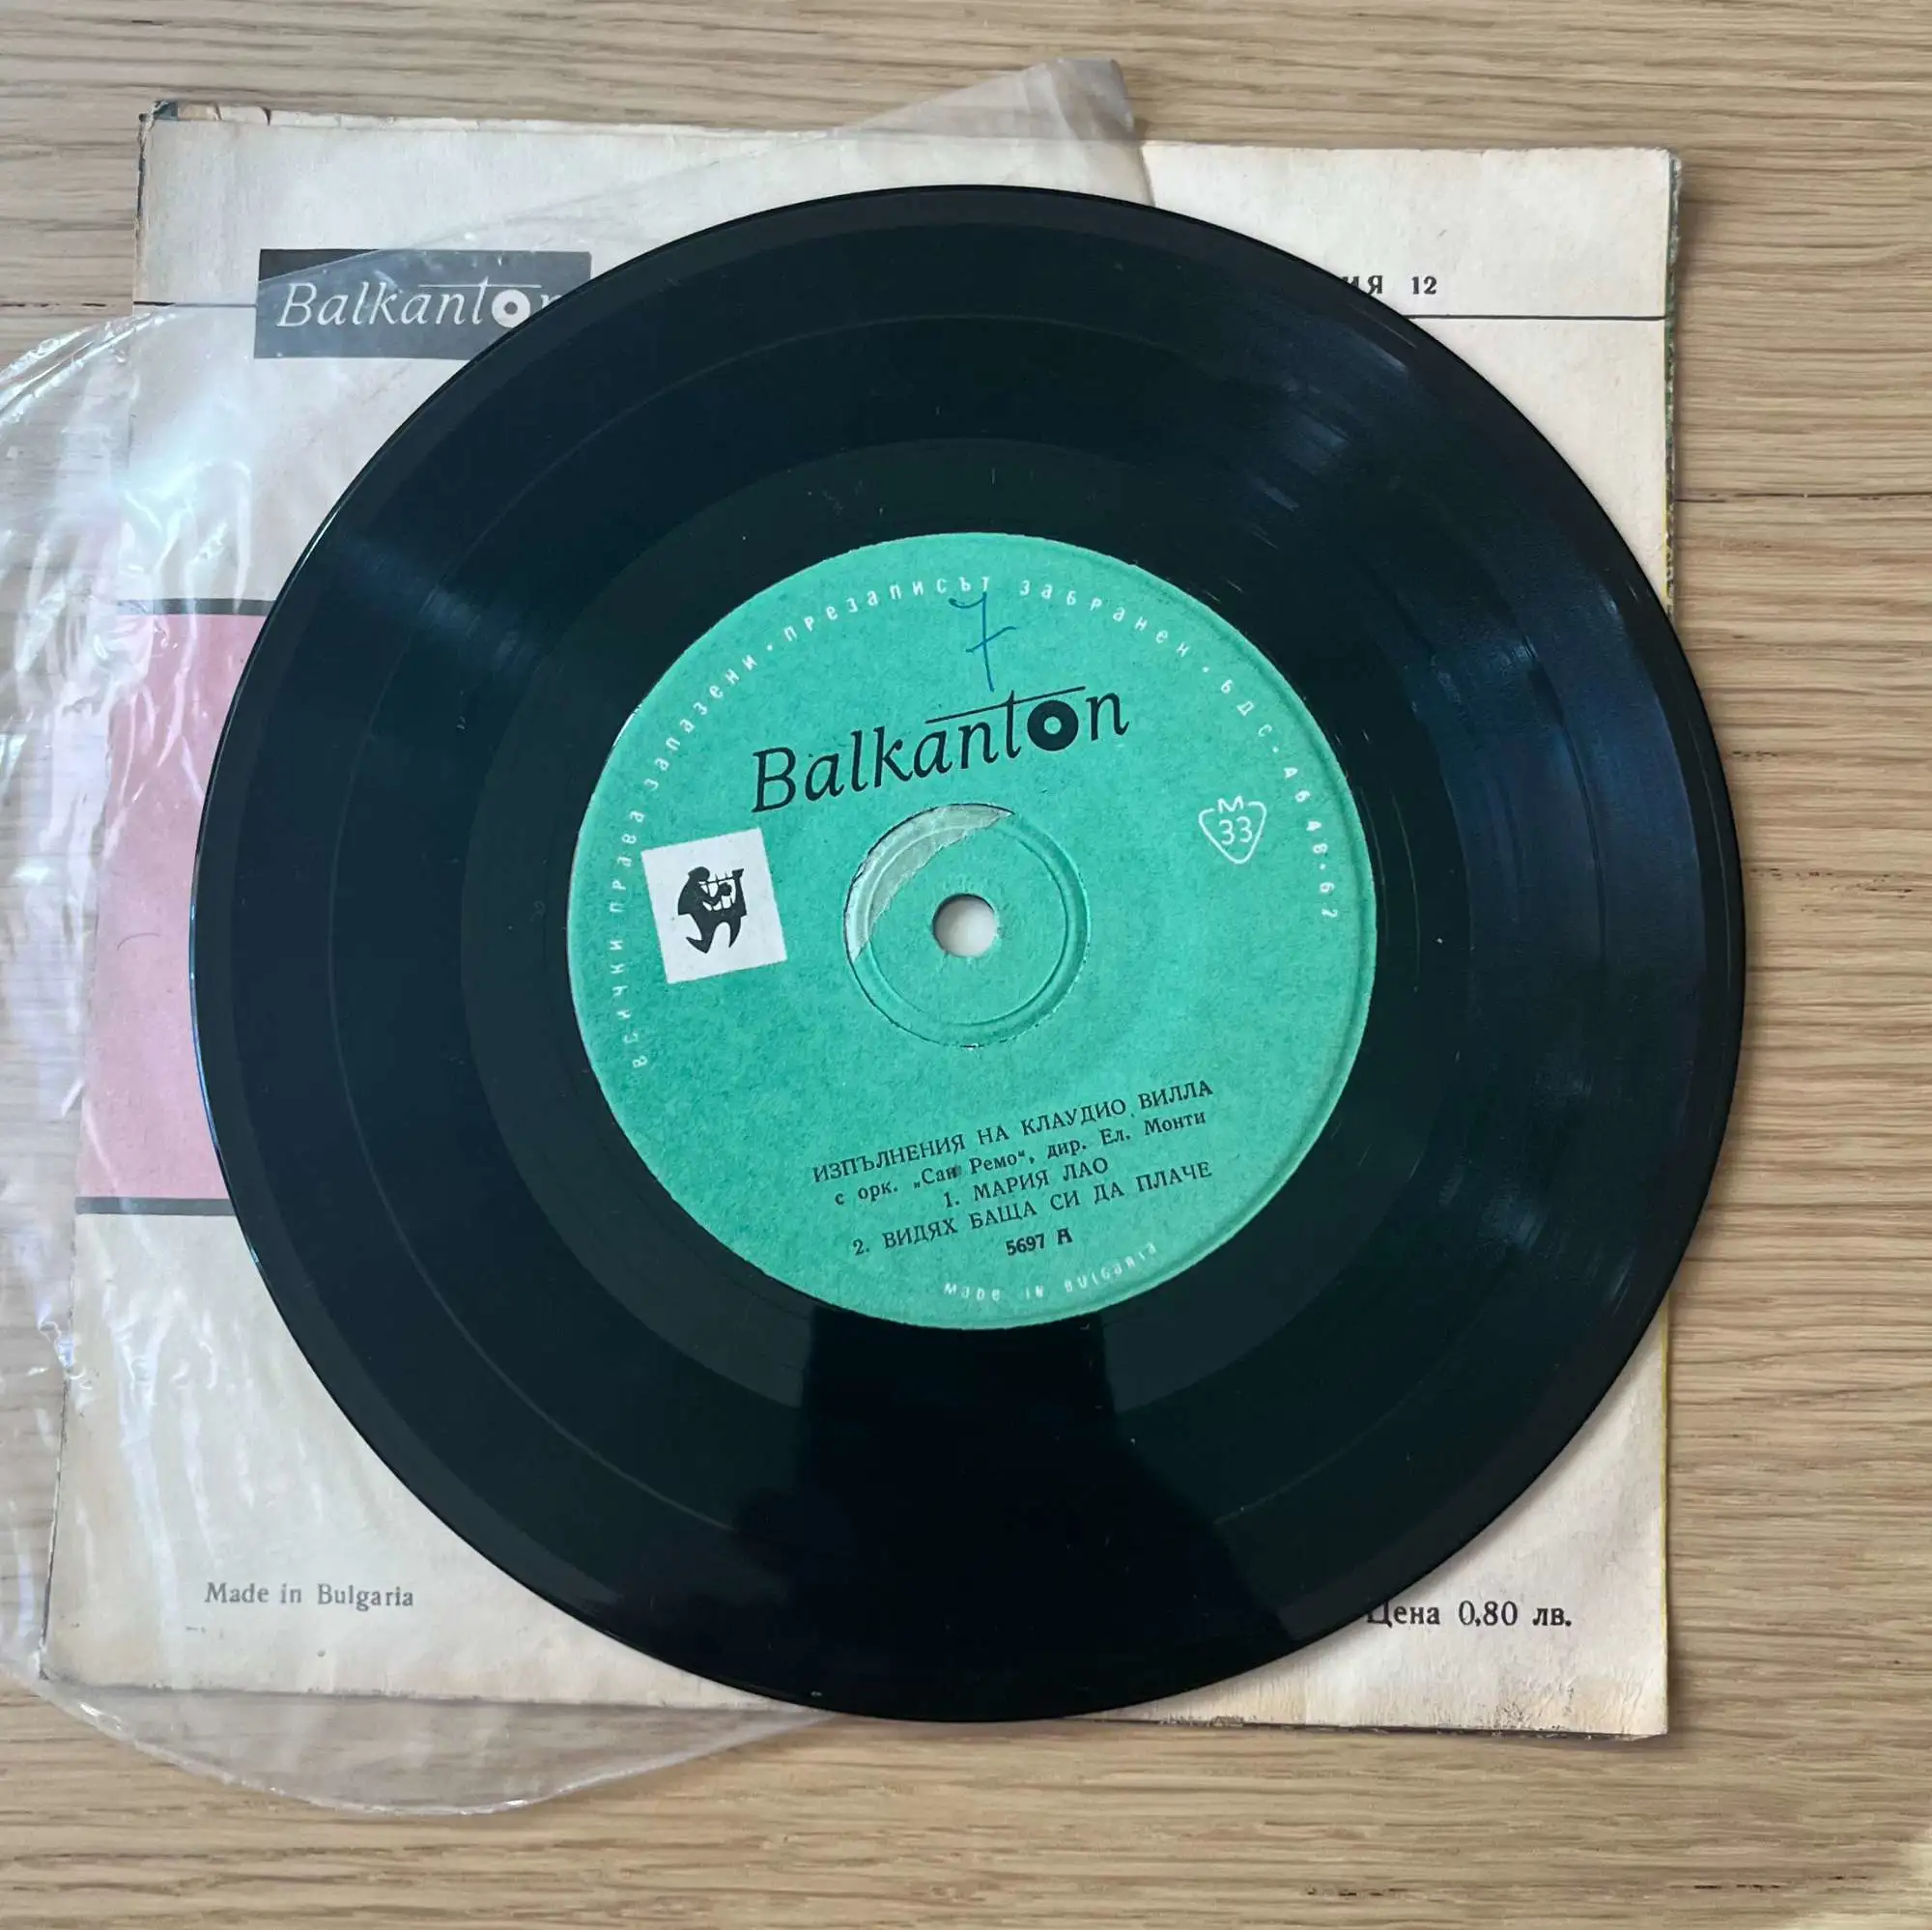 Balkanton
12
7
ВСИЧКИ ПРАВА ЗАПАЗЕНИ · ПРЕЗАПИСЪТ ЗАБРАНЕН · БДС · А 6 48 · 62
Balkanton
М
33
ИЗПЪЛНЕНИЯ НА КЛАУДИО ВИЛЛА
с орк. „Сан Ремо“, дир. Ел. Монти
1. МАРИЯ ЛАО
2. ВИДЯХ БАЩА СИ ДА ПЛАЧЕ
5697 А
MADE IN BULGARIA
Made in Bulgaria
Цена 0,80 лв.